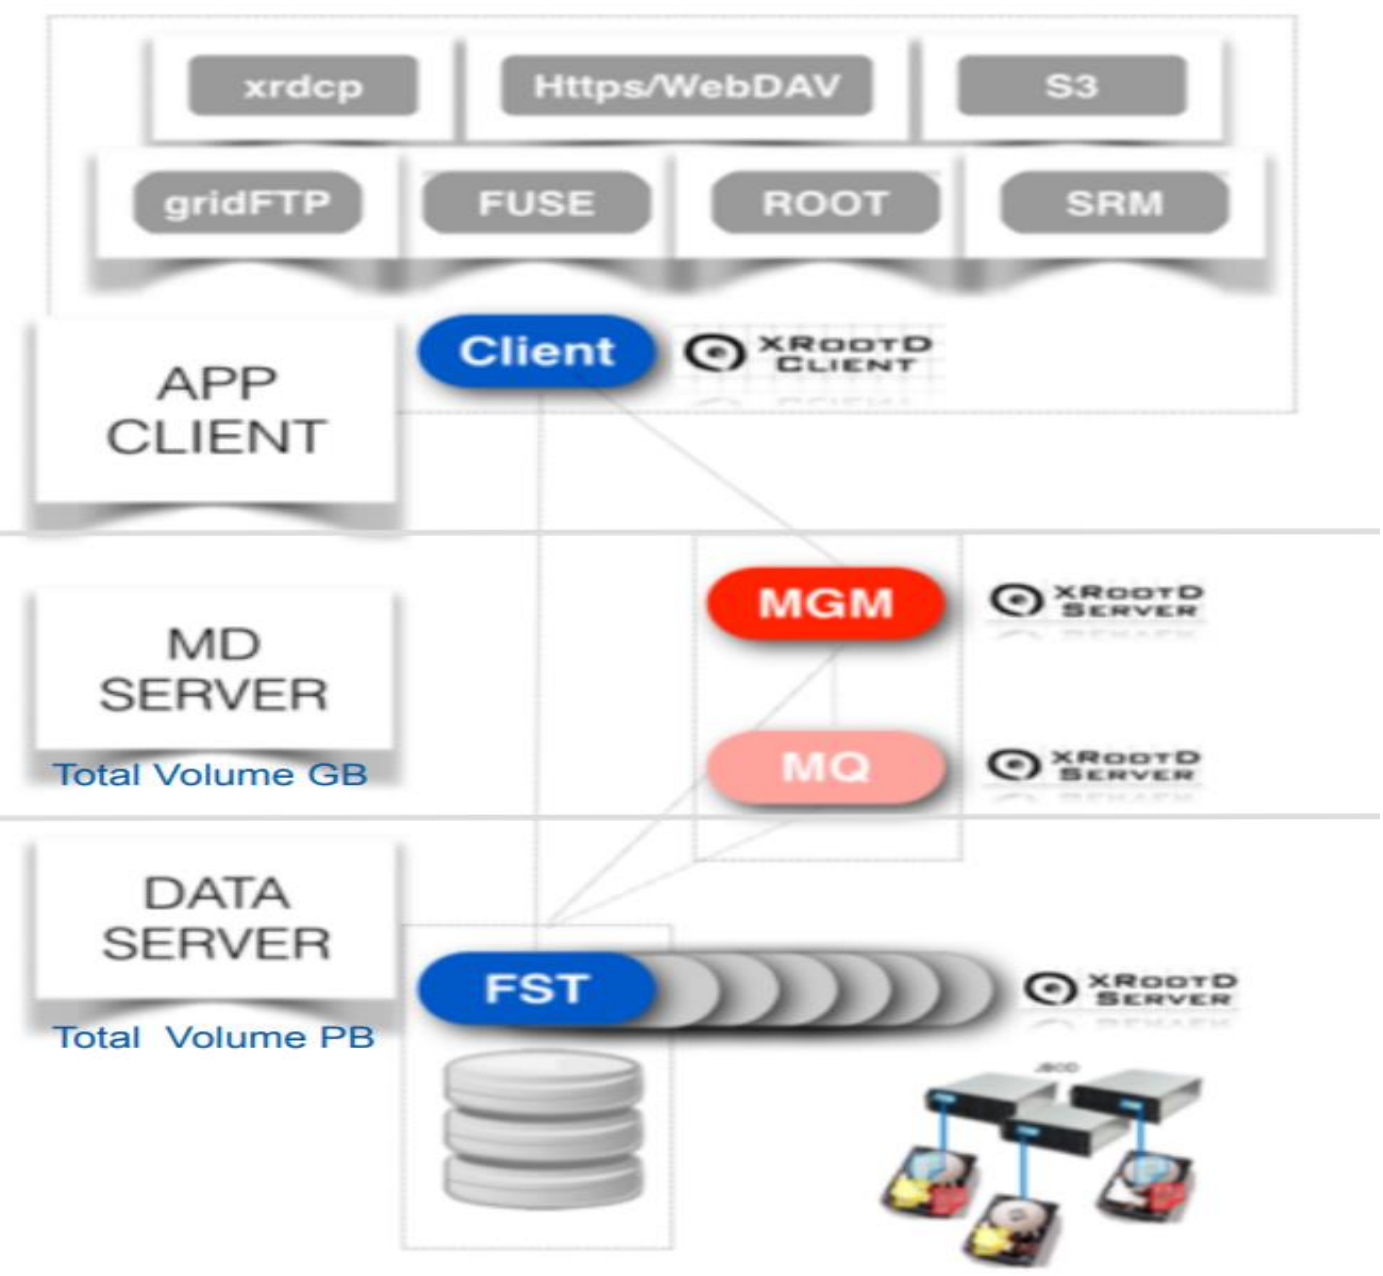 xrdcp Https/WebDAV S3
gridFTP FUSE ROOT SRM
Client
XRootD
Client
APP
CLIENT
MGM
XRootD
Server
MD
SERVER
Total Volume GB
MQ
XRootD
Server
DATA
SERVER
Total Volume PB
FST
XRootD
Server
JBOD